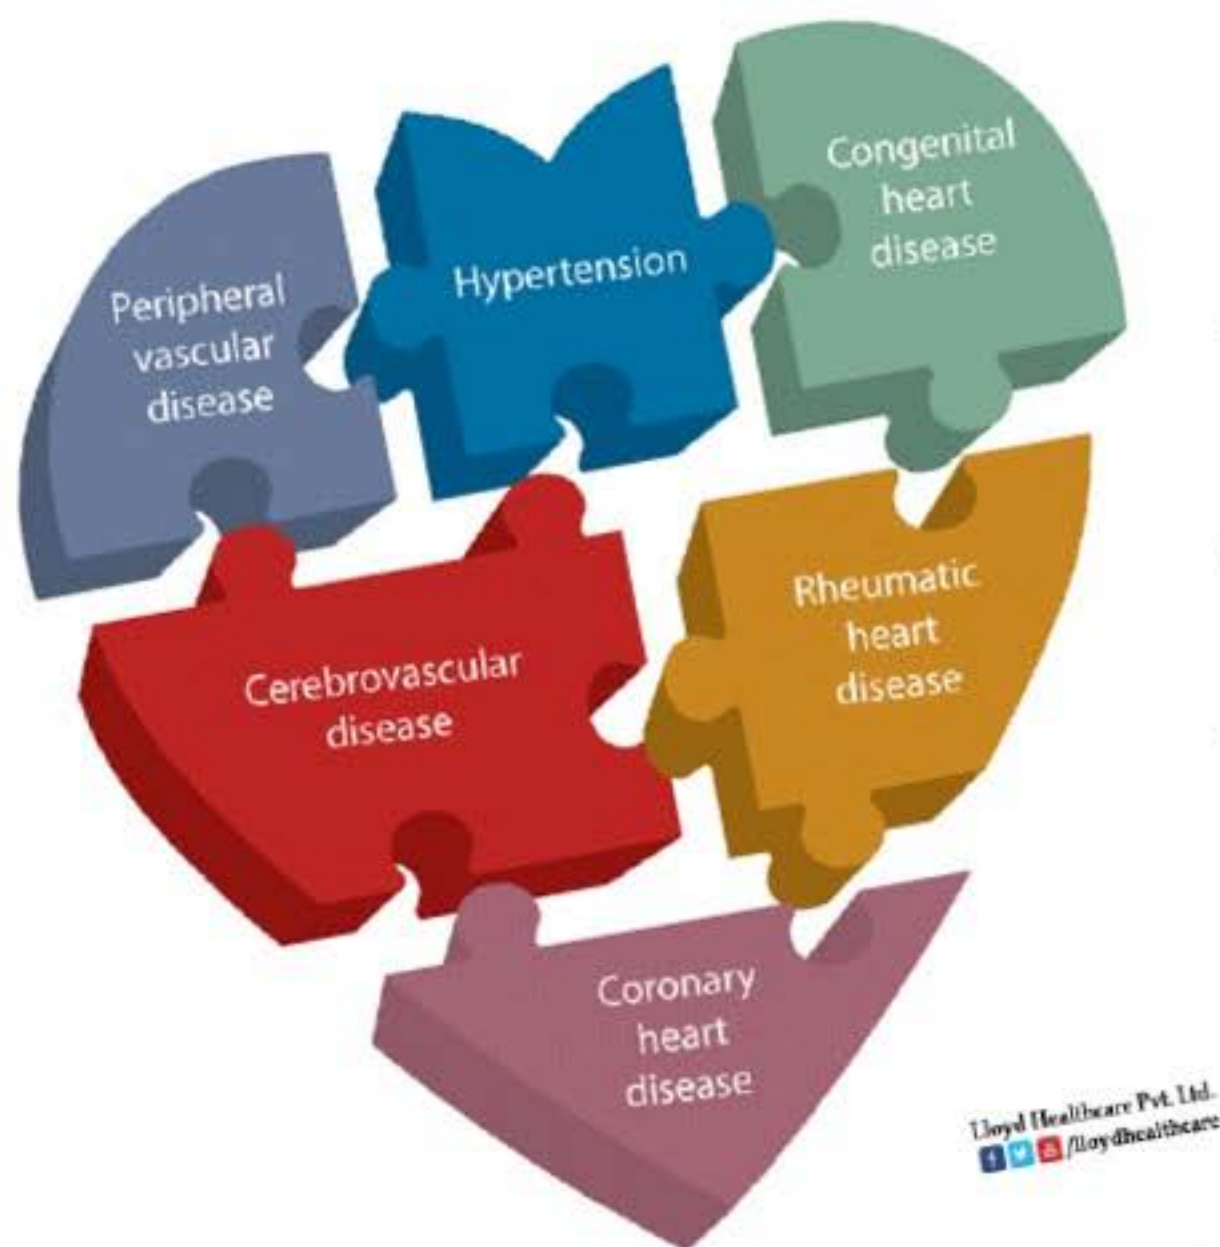 Congenital
heart
disease
Hypertension
Peripheral
vascular
disease
Rheumatic
heart
disease
Cerebrovascular
disease
Coronary
heart
disease
Lloyd Healthcare Pvt. Ltd.
/lloydhealthcare